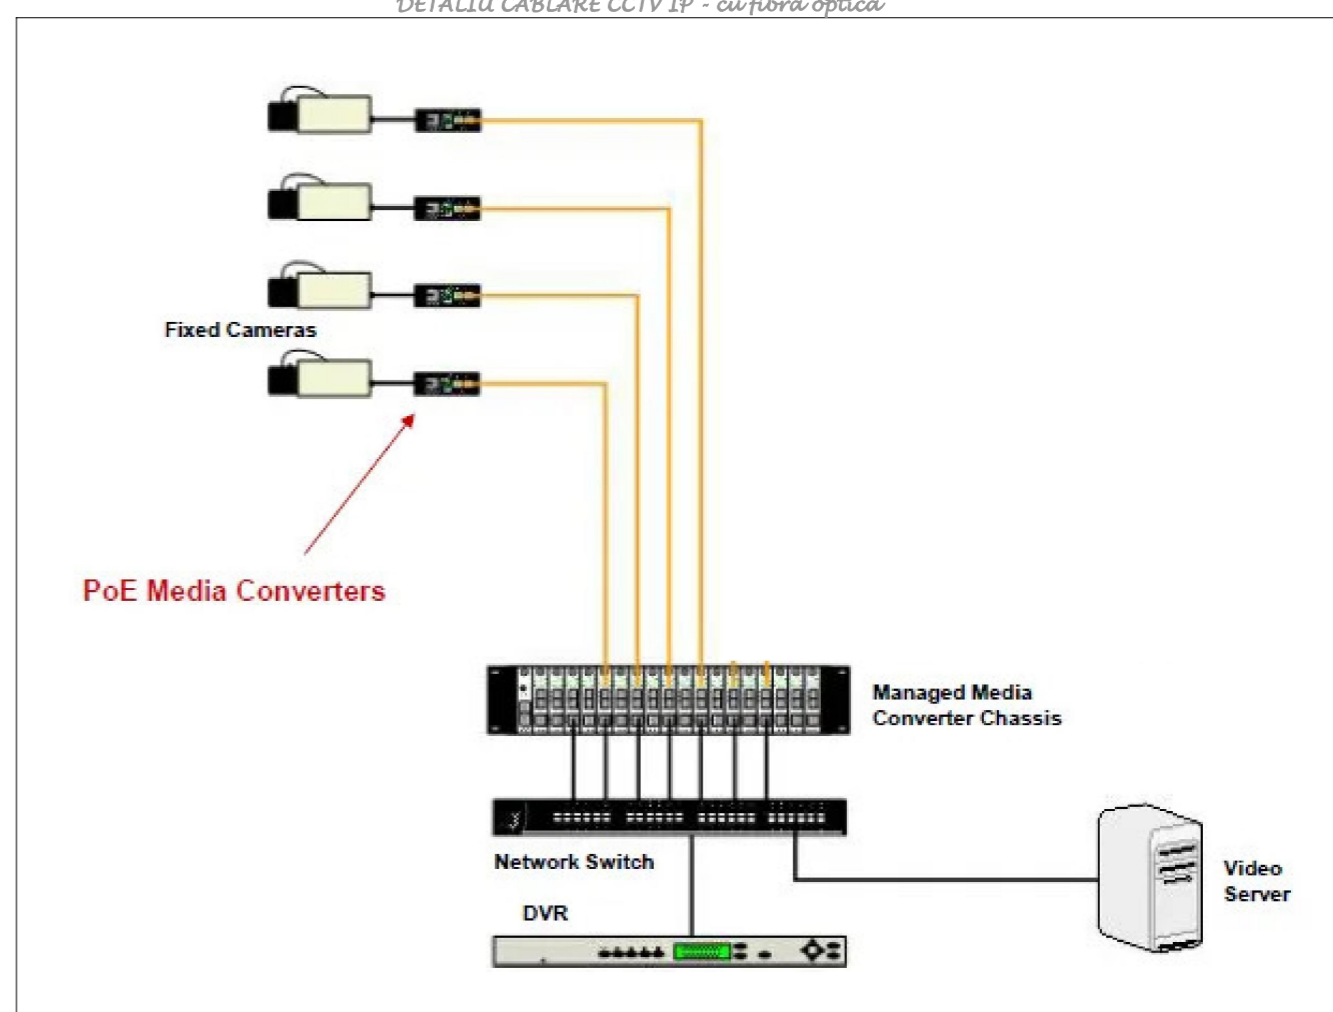 DETALIU CABLARE CCTV IP - cu fibra optica
Fixed Cameras
PoE Media Converters
Managed Media
Converter Chassis
Network Switch
Video
Server
DVR